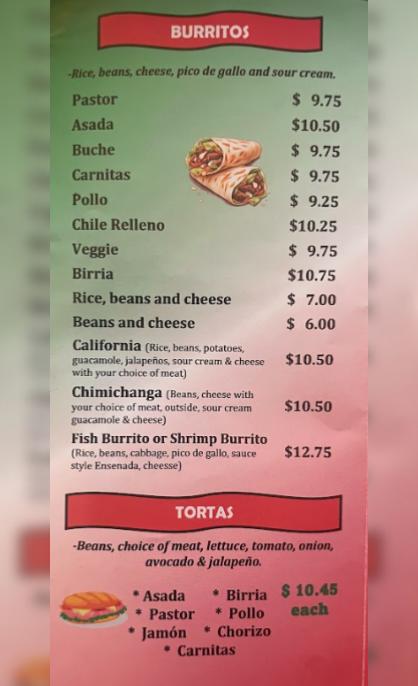 BURRITOS
-Rice, beans, cheese, pico de gallo and sour cream.
Pastor $ 9.75
Asada $10.50
Buche $ 9.75
Carnitas $ 9.75
Pollo $ 9.25
Chile Relleno $10.25
Veggie $ 9.75
Birria $10.75
Rice, beans and cheese $ 7.00
Beans and cheese $ 6.00
California (Rice, beans, potatoes,
guacamole, jalapeños, sour cream & cheese $10.50
with your choice of meat)
Chimichanga (Beans, cheese with
your choice of meat, outside, sour cream $10.50
guacamole & cheese)
Fish Burrito or Shrimp Burrito
(Rice, beans, cabbage, pico de gallo, sauce $12.75
style Ensenada, cheesse)
TORTAS
-Beans, choice of meat, lettuce, tomato, onion,
avocado & jalapeño.
* Asada * Birria $ 10.45
* Pastor * Pollo each
* Jamón * Chorizo
* Carnitas